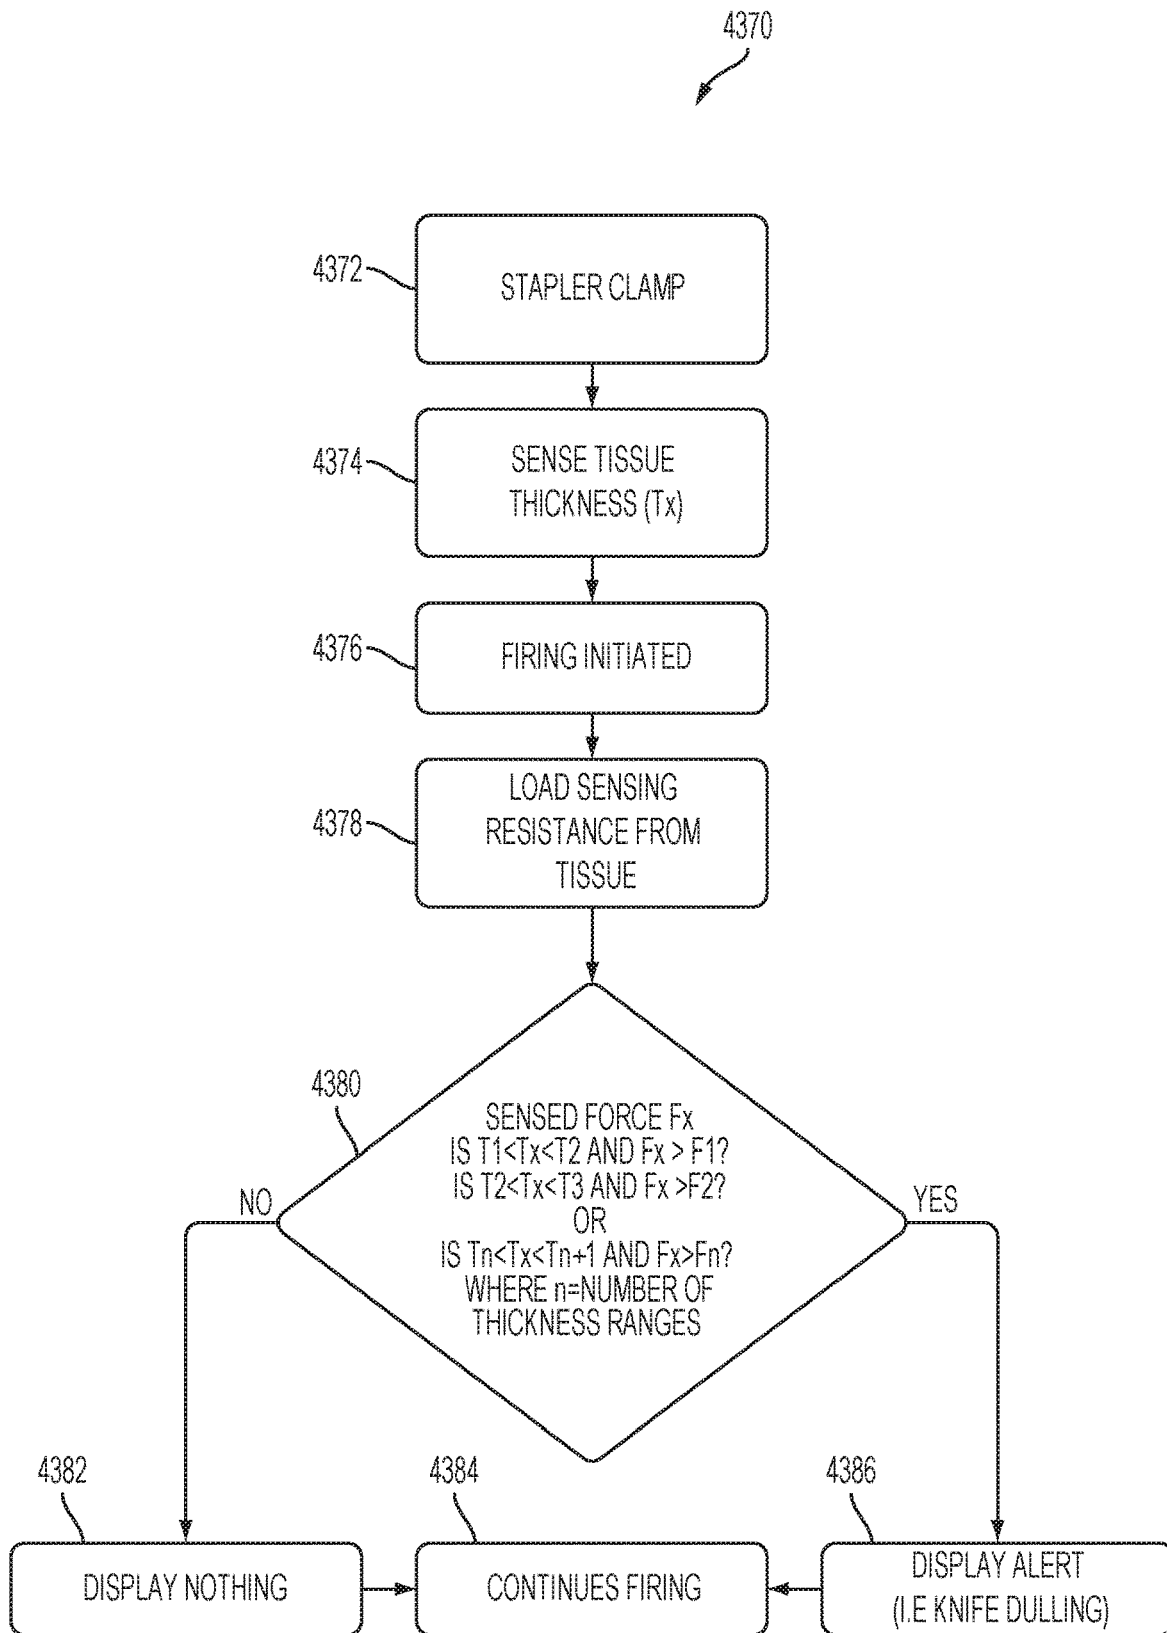 4370
4372
STAPLER CLAMP
4374
SENSE TISSUE
THICKNESS (Tx)
4376
FIRING INITIATED
4378
LOAD SENSING
RESISTANCE FROM
TISSUE
4380
SENSED FORCE Fx
IS T1<Tx<T2 AND Fx > F1?
IS T2<Tx<T3 AND Fx >F2?
OR
IS Tn<Tx<Tn+1 AND Fx>Fn?
WHERE n=NUMBER OF
THICKNESS RANGES
NO
YES
4382
DISPLAY NOTHING
4384
CONTINUES FIRING
4386
DISPLAY ALERT
(I.E KNIFE DULLING)